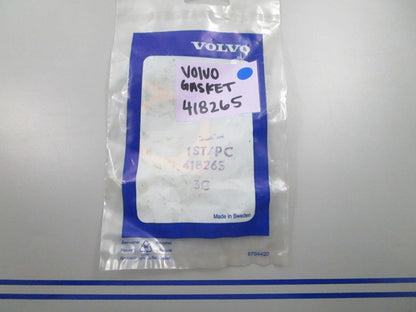 VOLVO
VOLVO
GASKET
418265
1ST/PC
418265
3C
Made in Sweden